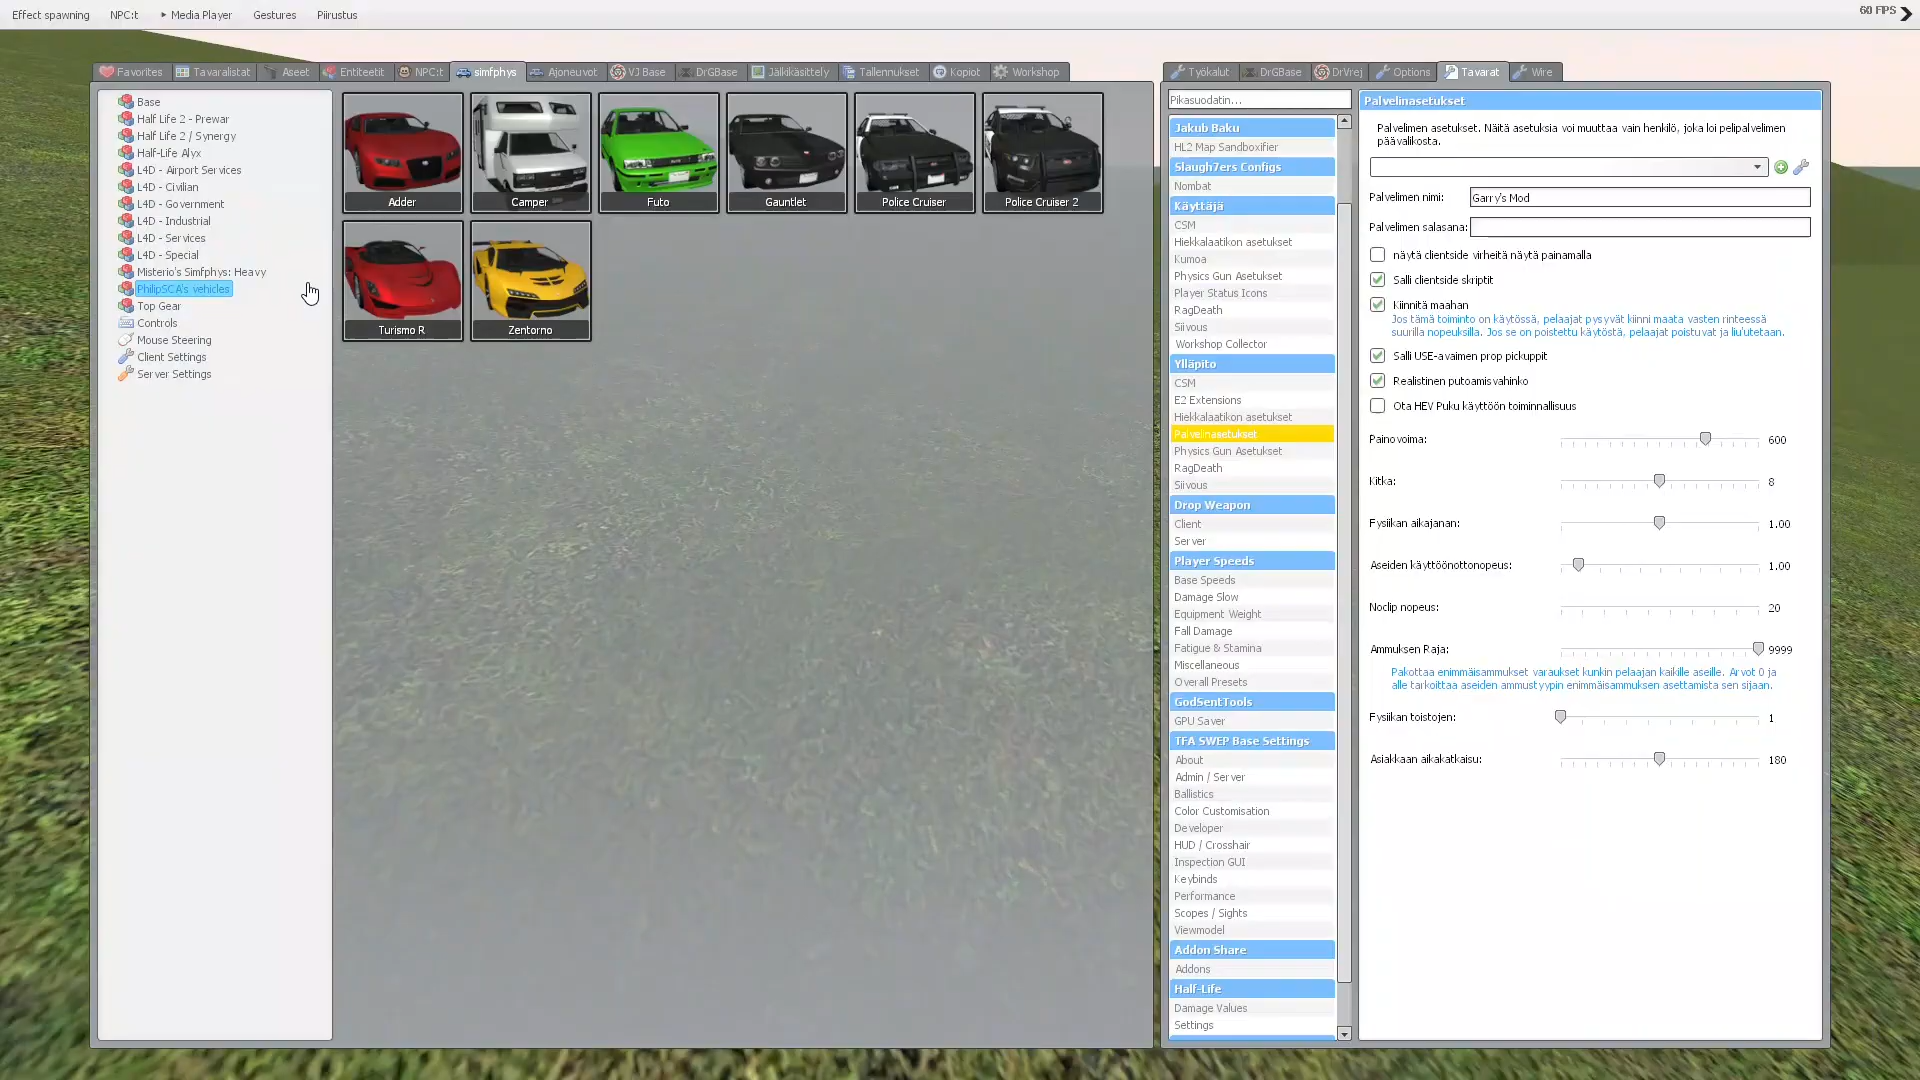 Effect spawning NPC:t Media Player Gestures Piirustus
60 FPS
Favorites Tavaralistat Aseet Entiteetit NPC:t simfphys Ajoneuvot VJ Base DrGBase Jälkikäsittely Tallennukset Kopiot Workshop
Base
Half Life 2 - Prewar
Half Life 2 / Synergy
Half-Life Alyx
L4D - Airport Services
L4D - Civilian
L4D - Government
L4D - Industrial
L4D - Services
L4D - Special
Misterio's Simfphys: Heavy
PhilipSCA's vehicles
Top Gear
Controls
Mouse Steering
Client Settings
Server Settings
Adder
Camper
Futo
Gauntlet
Police Cruiser
Police Cruiser 2
Turismo R
Zentorno
Työkalut DrGBase DrVrej Options Tavarat Wire
Pikasuodatin...
Jakub Baku
HL2 Map Sandboxifier
Slaugh7ers Configs
Nombat
Käyttäjä
CSM
Hiekkalaatikon asetukset
Kumoa
Physics Gun Asetukset
Player Status Icons
RagDeath
Siivous
Workshop Collector
Ylläpito
CSM
E2 Extensions
Hiekkalaatikon asetukset
Palvelinasetukset
Physics Gun Asetukset
RagDeath
Siivous
Drop Weapon
Client
Server
Player Speeds
Base Speeds
Damage Slow
Equipment Weight
Fall Damage
Fatigue & Stamina
Miscellaneous
Overall Presets
GodSentTools
GPU Saver
TFA SWEP Base Settings
About
Admin / Server
Ballistics
Color Customisation
Developer
HUD / Crosshair
Inspection GUI
Keybinds
Performance
Scopes / Sights
Viewmodel
Addon Share
Addons
Half-Life
Damage Values
Settings
Palvelinasetukset
Palvelimen asetukset. Näitä asetuksia voi muuttaa vain henkilö, joka loi pelipalvelimen
päävalikosta.
Palvelimen nimi: Garry's Mod
Palvelimen salasana:
näytä clientside virheitä näytä painamalla
Salli clientside skriptit
Kiinnitä maahan
Jos tämä toiminto on käytössä, pelaajat pysyvät kiinni maata vasten rinteessä
suurilla nopeuksilla. Jos se on poistettu käytöstä, pelaajat poistuvat ja liu'utetaan.
Salli USE-avaimen prop pickuppit
Realistinen putoamisvahinko
Ota HEV Puku käyttöön toiminnallisuus
Painovoima: 600
Kitka: 8
Fysiikan aikajanan: 1.00
Aseiden käyttöönottonopeus: 1.00
Noclip nopeus: 20
Ammuksen Raja: 9999
Pakottaa enimmäisammukset varaukset kunkin pelaajan kaikille aseille. Arvot 0 ja
alle tarkoittaa aseiden ammustyypin enimmäisammuksen asettamista sen sijaan.
Fysiikan toistojen: 1
Asiakkaan aikakatkaisu: 180